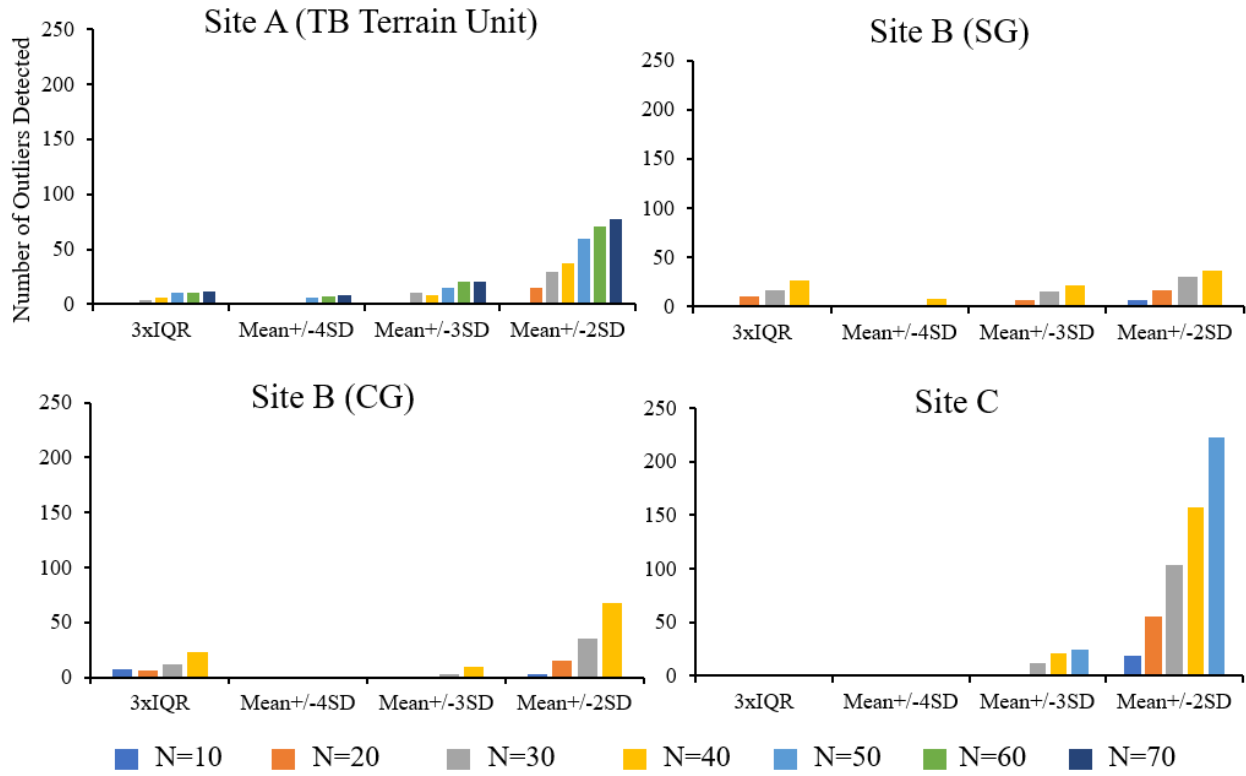 Site A (TB Terrain Unit)
Number of Outliers Detected
250
200
150
100
50
0
3xIQR Mean+/-4SD Mean+/-3SD Mean+/-2SD
Site B (SG)
250
200
150
100
50
0
3xIQR Mean+/-4SD Mean+/-3SD Mean+/-2SD
Site B (CG)
250
200
150
100
50
0
3xIQR Mean+/-4SD Mean+/-3SD Mean+/-2SD
Site C
250
200
150
100
50
0
3xIQR Mean+/-4SD Mean+/-3SD Mean+/-2SD
N=10 N=20 N=30 N=40 N=50 N=60 N=70